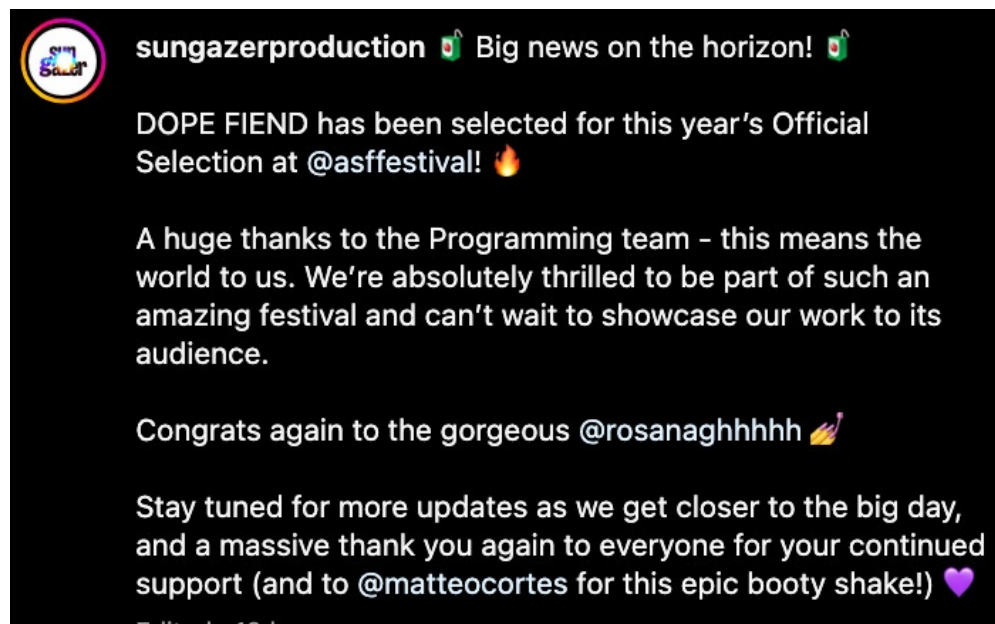 sun
gazer
sungazerproduction 🧃 Big news on the horizon! 🧃
DOPE FIEND has been selected for this year’s Official
Selection at @asffestival! 🔥
A huge thanks to the Programming team - this means the
world to us. We’re absolutely thrilled to be part of such an
amazing festival and can’t wait to showcase our work to its
audience.
Congrats again to the gorgeous @rosanaghhhhh 💅
Stay tuned for more updates as we get closer to the big day,
and a massive thank you again to everyone for your continued
support (and to @matteocortes for this epic booty shake!) 💜